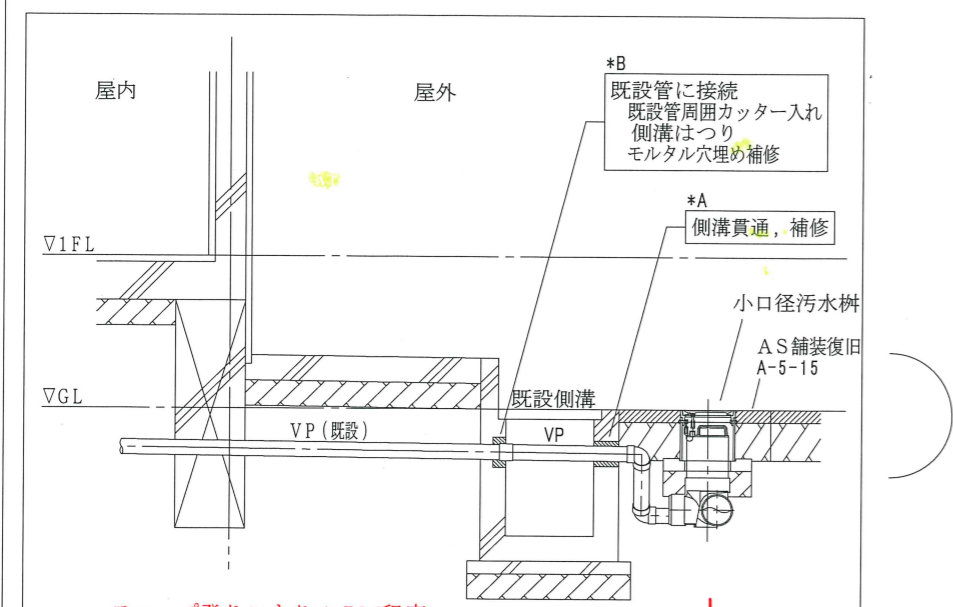 屋内
屋外
*B
既設管に接続
既設管周囲カッター入れ
側溝はつり
モルタル穴埋め補修
*A
側溝貫通,補修
▽1FL
小口径汚水桝
AS舗装復旧
A-5-15
▽GL
既設側溝
VP(既設)
VP